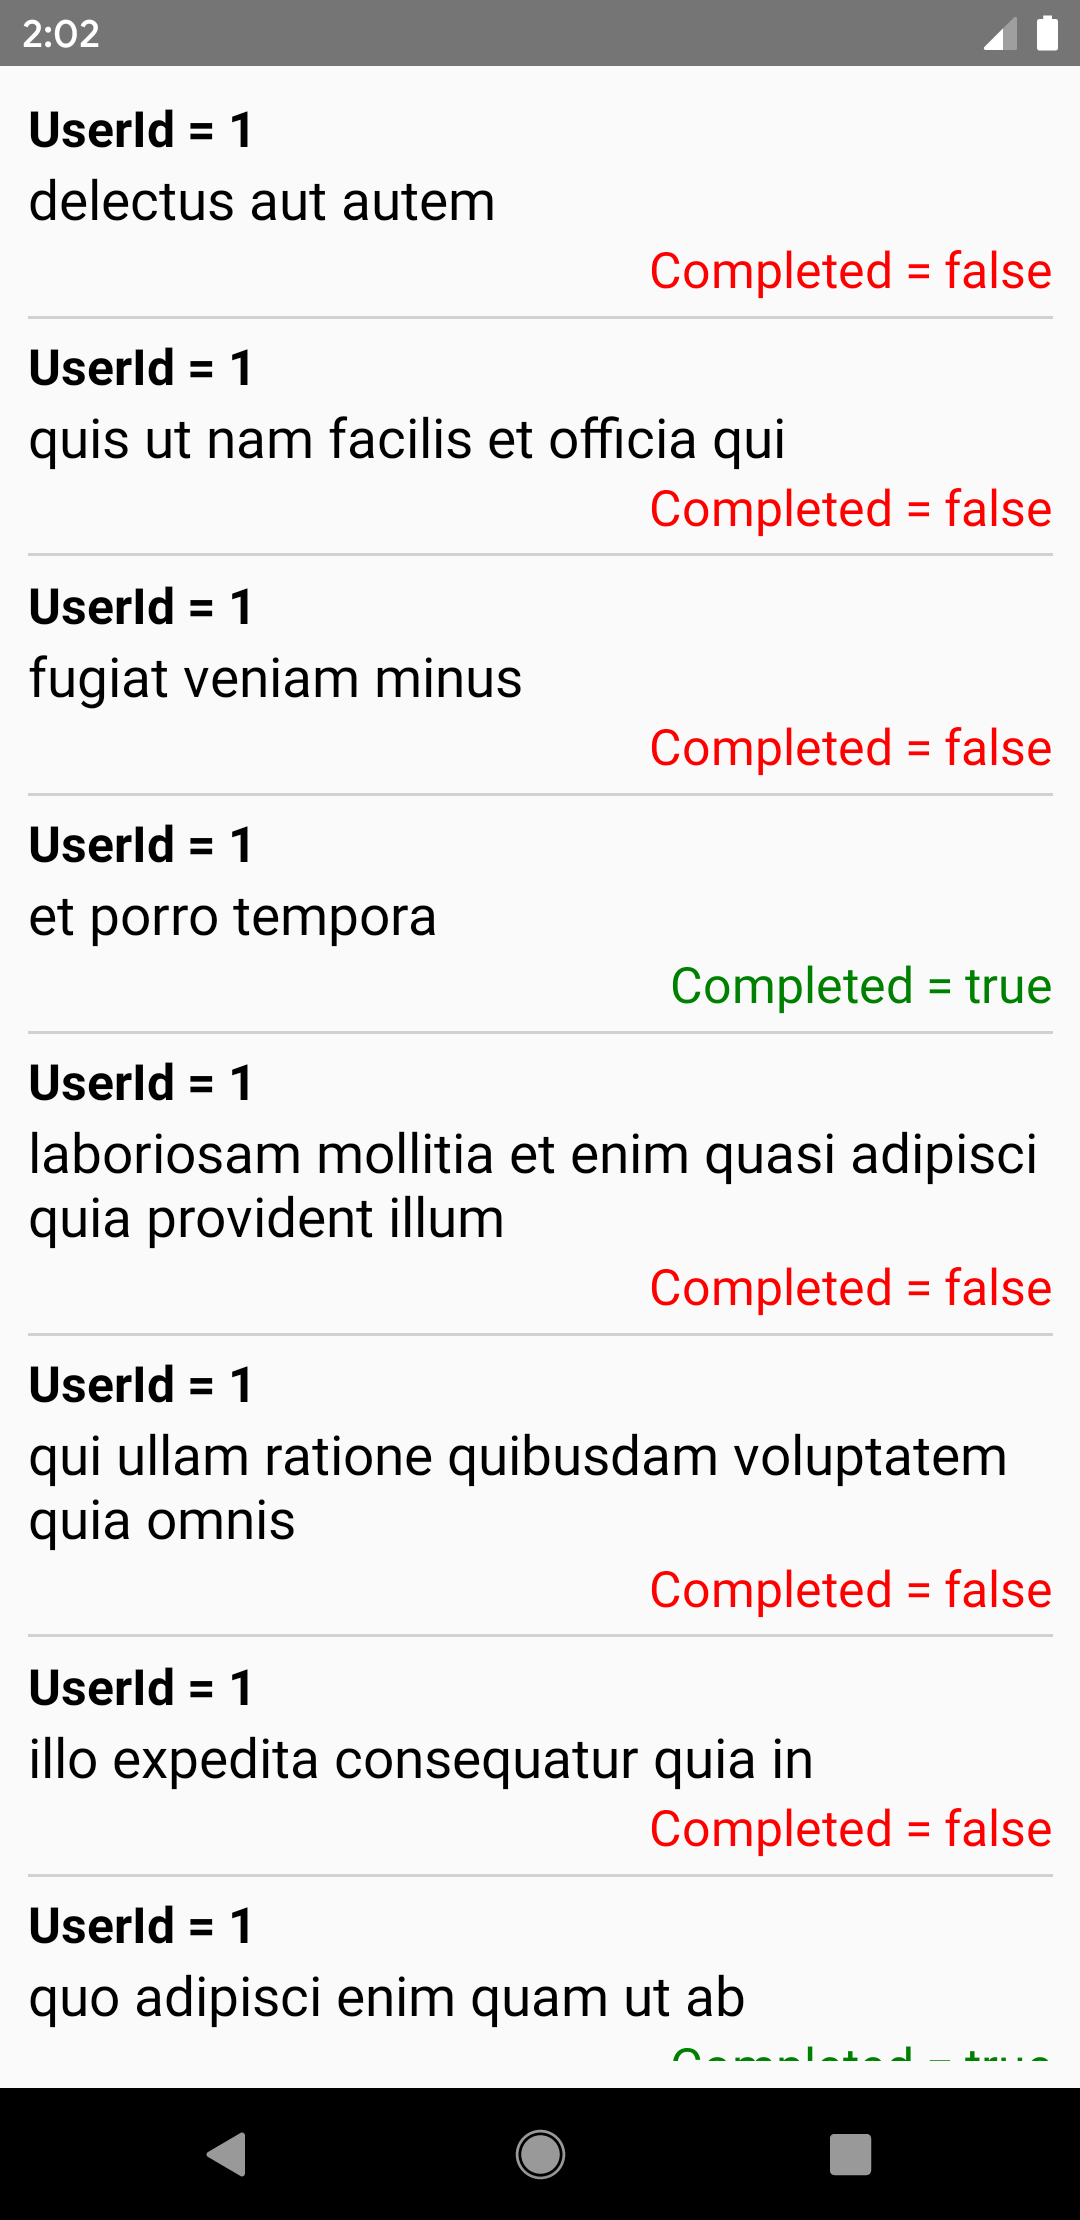 2:02
UserId = 1
delectus aut autem
Completed = false
UserId = 1
quis ut nam facilis et officia qui
Completed = false
UserId = 1
fugiat veniam minus
Completed = false
UserId = 1
et porro tempora
Completed = true
UserId = 1
laboriosam mollitia et enim quasi adipisci
quia provident illum
Completed = false
UserId = 1
qui ullam ratione quibusdam voluptatem
quia omnis
Completed = false
UserId = 1
illo expedita consequatur quia in
Completed = false
UserId = 1
quo adipisci enim quam ut ab
Completed = true